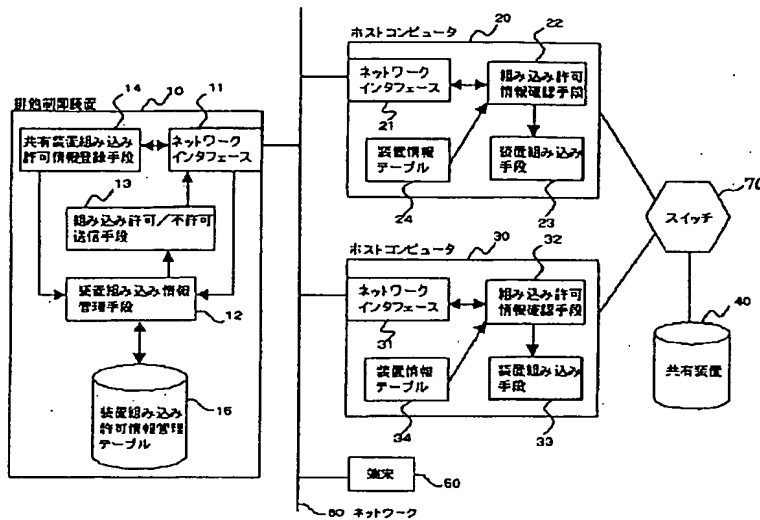 排他制御装置
10
14
11
共有装置組み込み
許可情報登録手段
ネットワーク
インタフェース
13
組み込み許可/不許可
送信手段
装置組み込み情報
管理手段
12
装置組み込み
許可情報管理
テーブル
15
ホストコンピュータ
20
22
ネットワーク
インタフェース
21
組み込み許可
情報確認手段
装置情報
テーブル
24
装置組み込み
手段
23
ホストコンピュータ
30
32
ネットワーク
インタフェース
31
組み込み許可
情報確認手段
装置情報
テーブル
34
装置組み込み
手段
33
スイッチ
70
40
共有装置
端末
60
ネットワーク